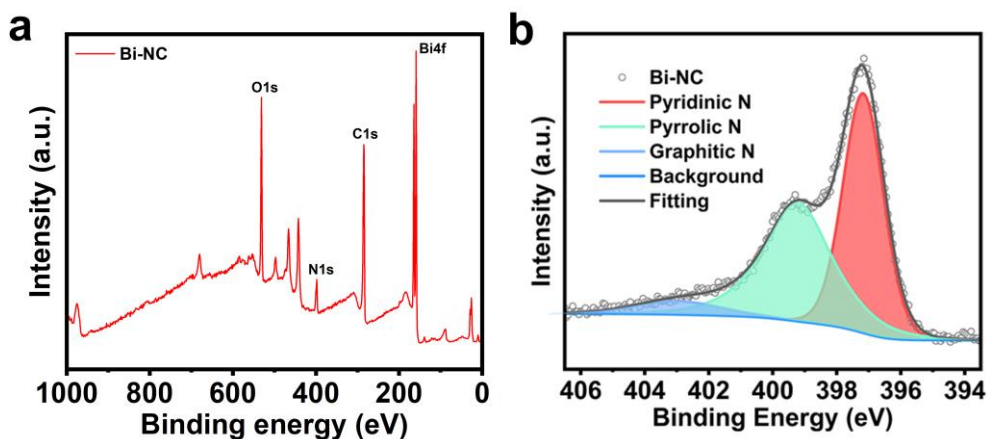 a
Bi-NC
Bi4f
O1s
C1s
N1s
Intensity (a.u.)
1000 800 600 400 200 0
Binding energy (eV)
b
Bi-NC
Pyridinic N
Pyrrolic N
Graphitic N
Background
Fitting
Intensity (a.u.)
406 404 402 400 398 396 394
Binding Energy (eV)